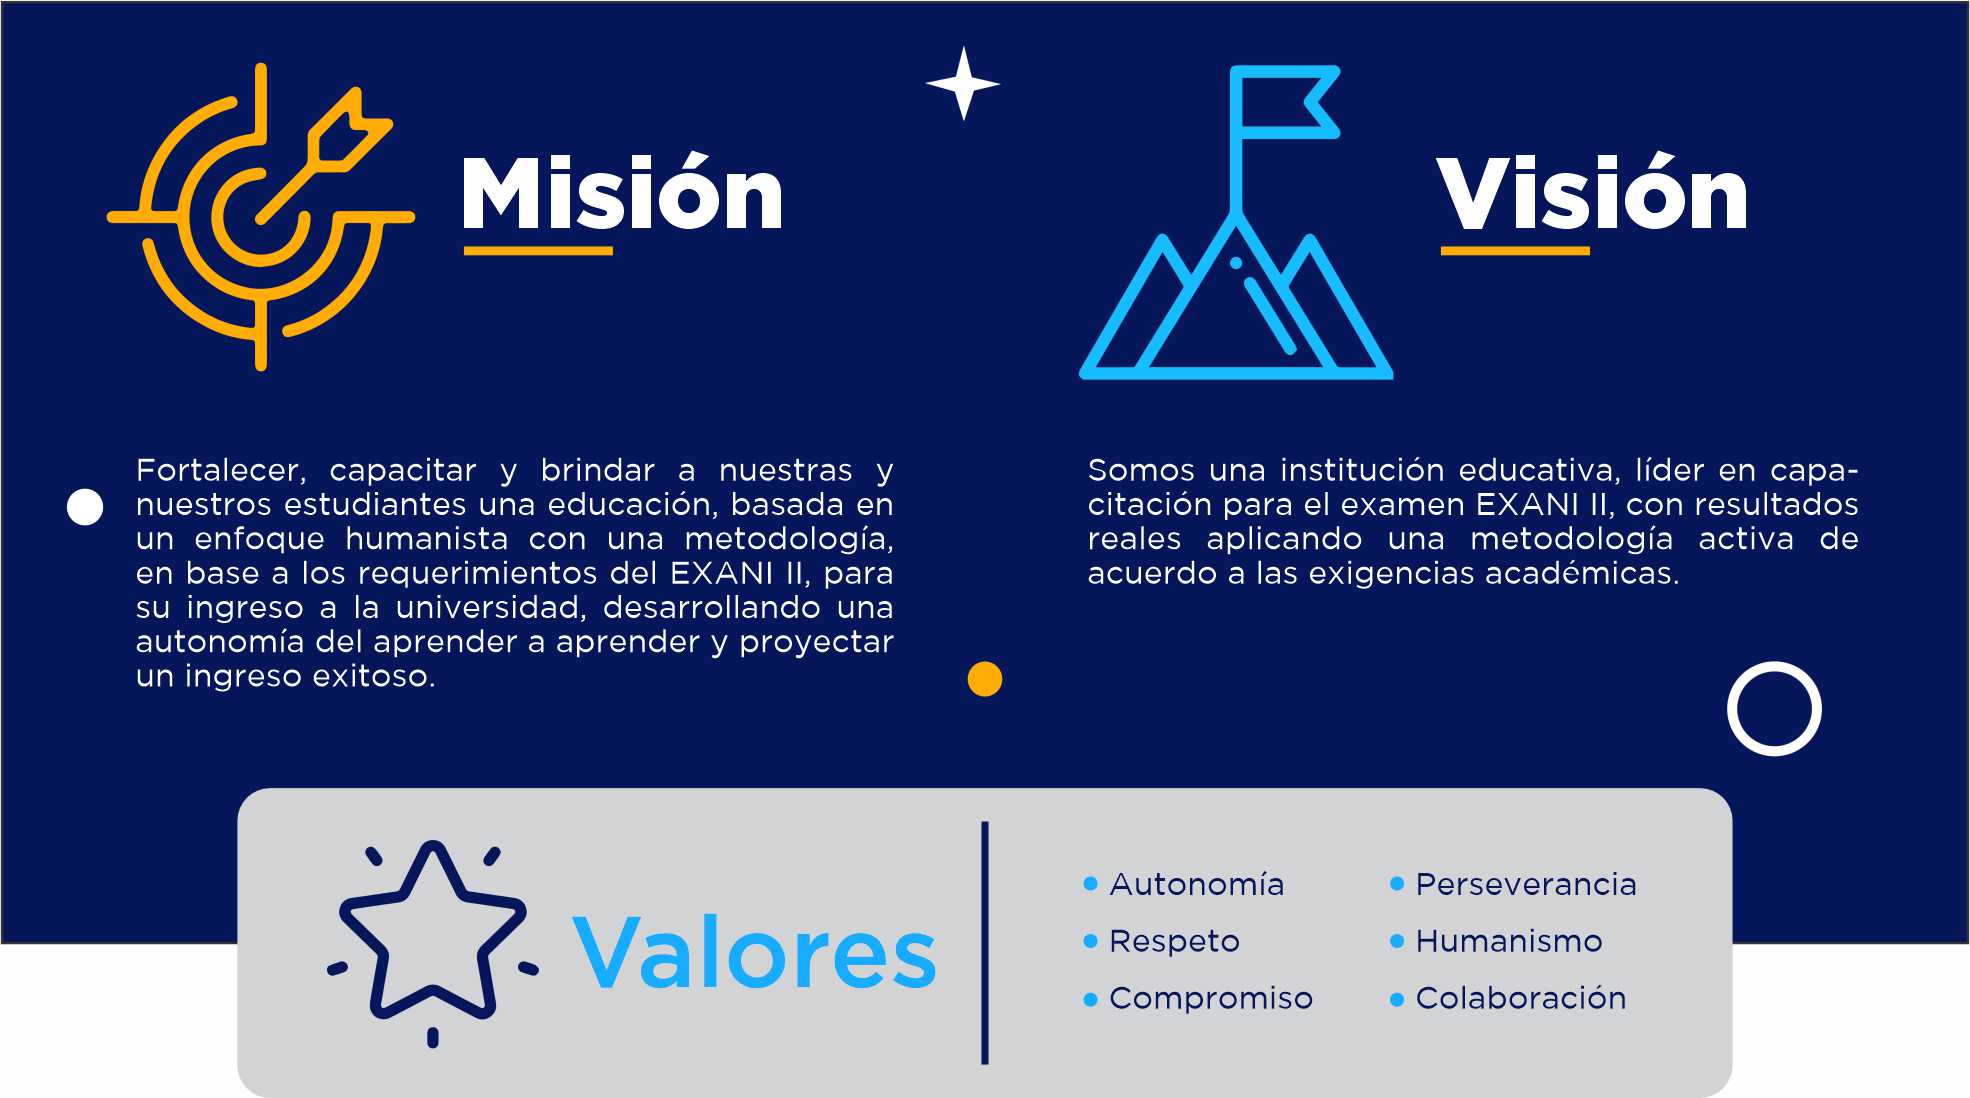 Misión
Fortalecer, capacitar y brindar a nuestras y
nuestros estudiantes una educación, basada en
un enfoque humanista con una metodología,
en base a los requerimientos del EXANI II, para
su ingreso a la universidad, desarrollando una
autonomía del aprender a aprender y proyectar
un ingreso exitoso.
Visión
Somos una institución educativa, líder en capa-
citación para el examen EXANI II, con resultados
reales aplicando una metodología activa de
acuerdo a las exigencias académicas.
Valores
• Autonomía
• Respeto
• Compromiso
• Perseverancia
• Humanismo
• Colaboración